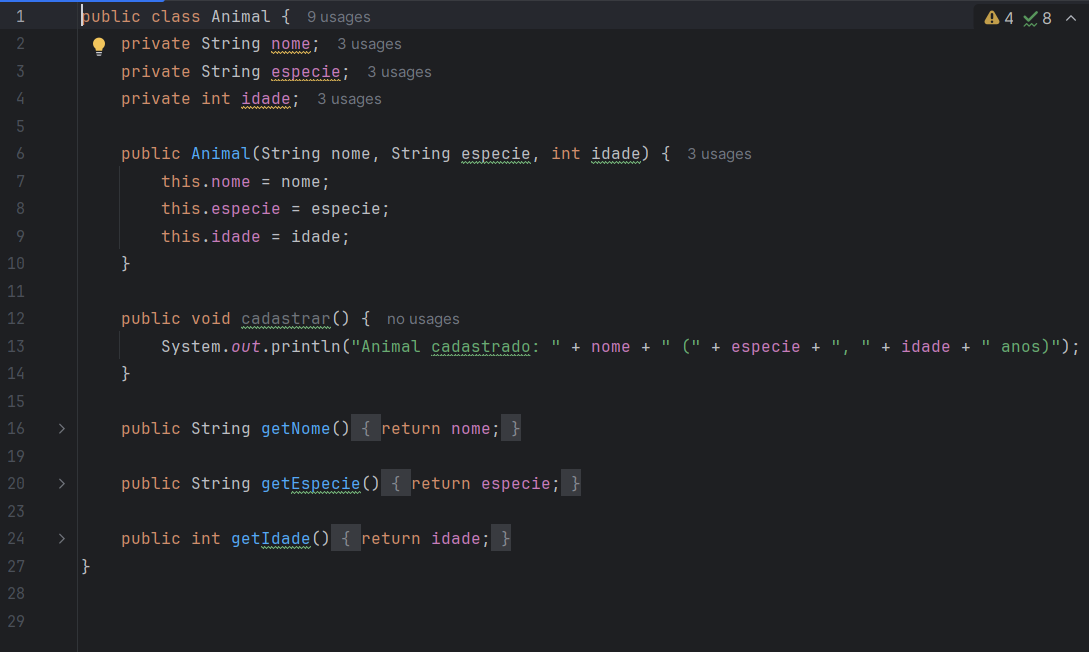 1 public class Animal { 9 usages 4 8
2 private String nome; 3 usages
3 private String especie; 3 usages
4 private int idade; 3 usages
5
6 public Animal(String nome, String especie, int idade) { 3 usages
7 this.nome = nome;
8 this.especie = especie;
9 this.idade = idade;
10 }
11
12 public void cadastrar() { no usages
13 System.out.println("Animal cadastrado: " + nome + " (" + especie + ", " + idade + " anos)");
14 }
15
16 public String getNome() { return nome; }
19
20 public String getEspecie() { return especie; }
23
24 public int getIdade() { return idade; }
27 }
28
29